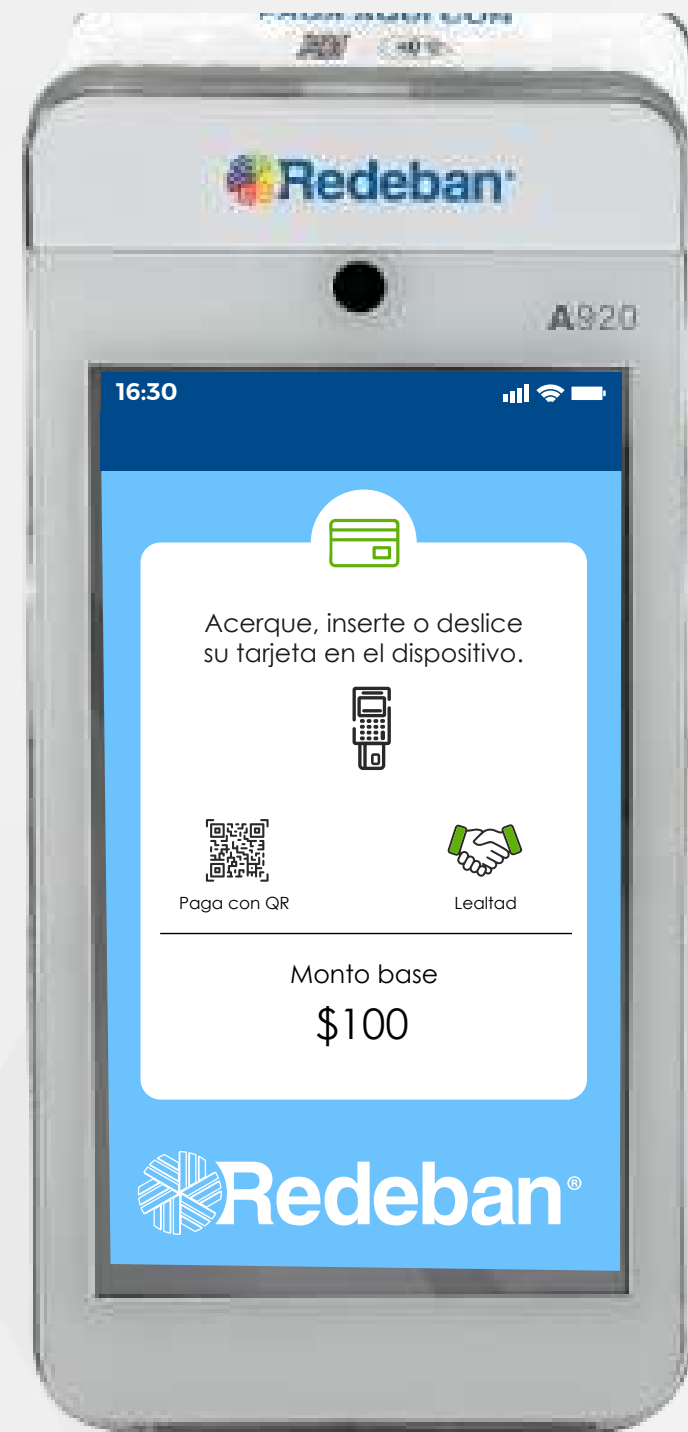 Redeban
A920
16:30
Acerque, inserte o deslice
su tarjeta en el dispositivo.
Paga con QR
Lealtad
Monto base
$100
Redeban®